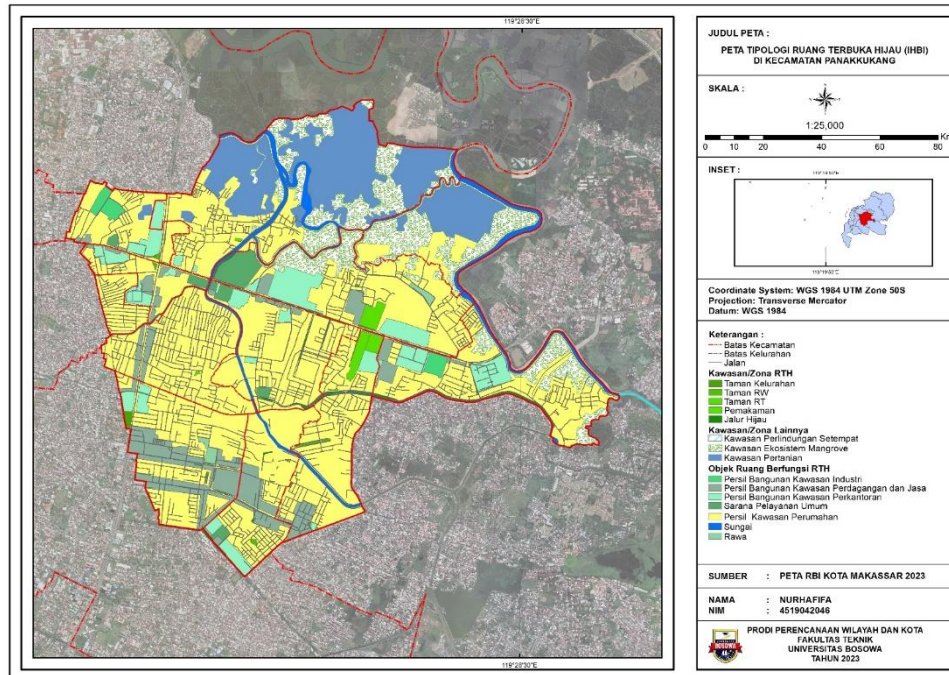 119°28'30"E
JUDUL PETA :
PETA TIPOLOGI RUANG TERBUKA HIJAU (IHBI)
DI KECAMATAN PANAKKUKANG
SKALA :
1:25,000
0 5 10 20 40 60 80 Km
INSET :
Coordinate System: WGS 1984 UTM Zone 50S
Projection: Transverse Mercator
Datum: WGS 1984
Keterangan :
Batas Kecamatan
Batas Kelurahan
Jalan
Kawasan/Zona RTH
Taman Kelurahan
Taman RW
Taman RT
Pemakaman
Jalur Hijau
Kawasan/Zona Lainnya
Kawasan Perlindungan Setempat
Kawasan Ekosistem Mangrove
Kawasan Pertanian
Objek Ruang Berfungsi RTH
Persil Bangunan Kawasan Industri
Persil Bangunan Kawasan Perdagangan dan Jasa
Persil Bangunan Kawasan Perkantoran
Sarana Pelayanan Umum
Persil Kawasan Perumahan
Sungai
Rawa
SUMBER : PETA RBI KOTA MAKASSAR 2023
NAMA : NURHAFIFA
NIM : 4519042046
BOSOWA
PRODI PERENCANAAN WILAYAH DAN KOTA
FAKULTAS TEKNIK
UNIVERSITAS BOSOWA
TAHUN 2023
119°28'30"E